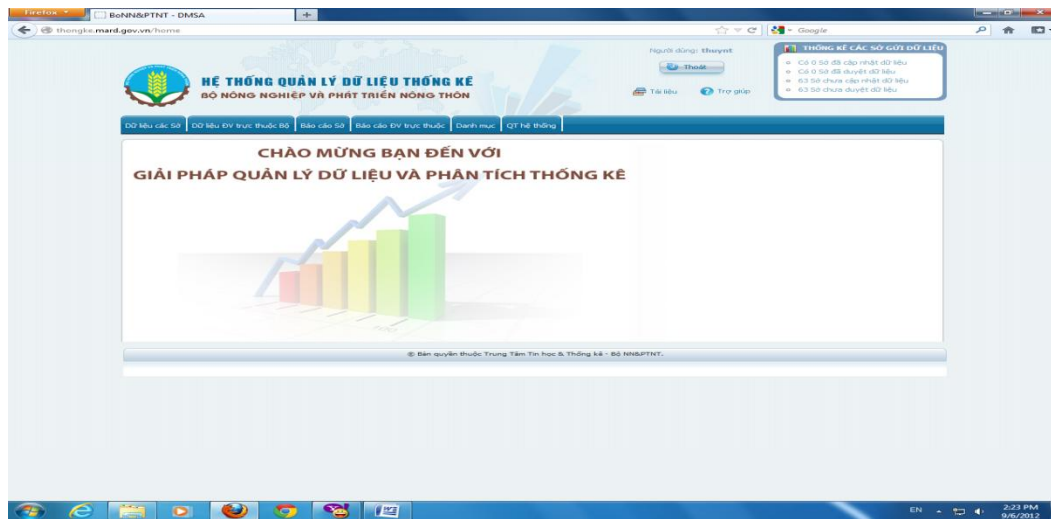 Firefox
BoNN&PTNT - DMSA
thongke.mard.gov.vn/home
Google
HỆ THỐNG QUẢN LÝ DỮ LIỆU THỐNG KÊ
BỘ NÔNG NGHIỆP VÀ PHÁT TRIỂN NÔNG THÔN
Người dùng: thuynt
Thoát
Tài liệu Trợ giúp
THỐNG KÊ CÁC SỞ GỬI DỮ LIỆU
Có 0 Sở đã cập nhật dữ liệu
Có 0 Sở đã duyệt dữ liệu
63 Sở chưa cập nhật dữ liệu
63 Sở chưa duyệt dữ liệu
Dữ liệu các Sở Dữ liệu ĐV trực thuộc Bộ Báo cáo Sở Báo cáo ĐV trực thuộc Danh mục QT hệ thống
CHÀO MỪNG BẠN ĐẾN VỚI
GIẢI PHÁP QUẢN LÝ DỮ LIỆU VÀ PHÂN TÍCH THỐNG KÊ
© Bản quyền thuộc Trung Tâm Tin học & Thống kê - Bộ NN&PTNT.
EN
2:23 PM
9/6/2012